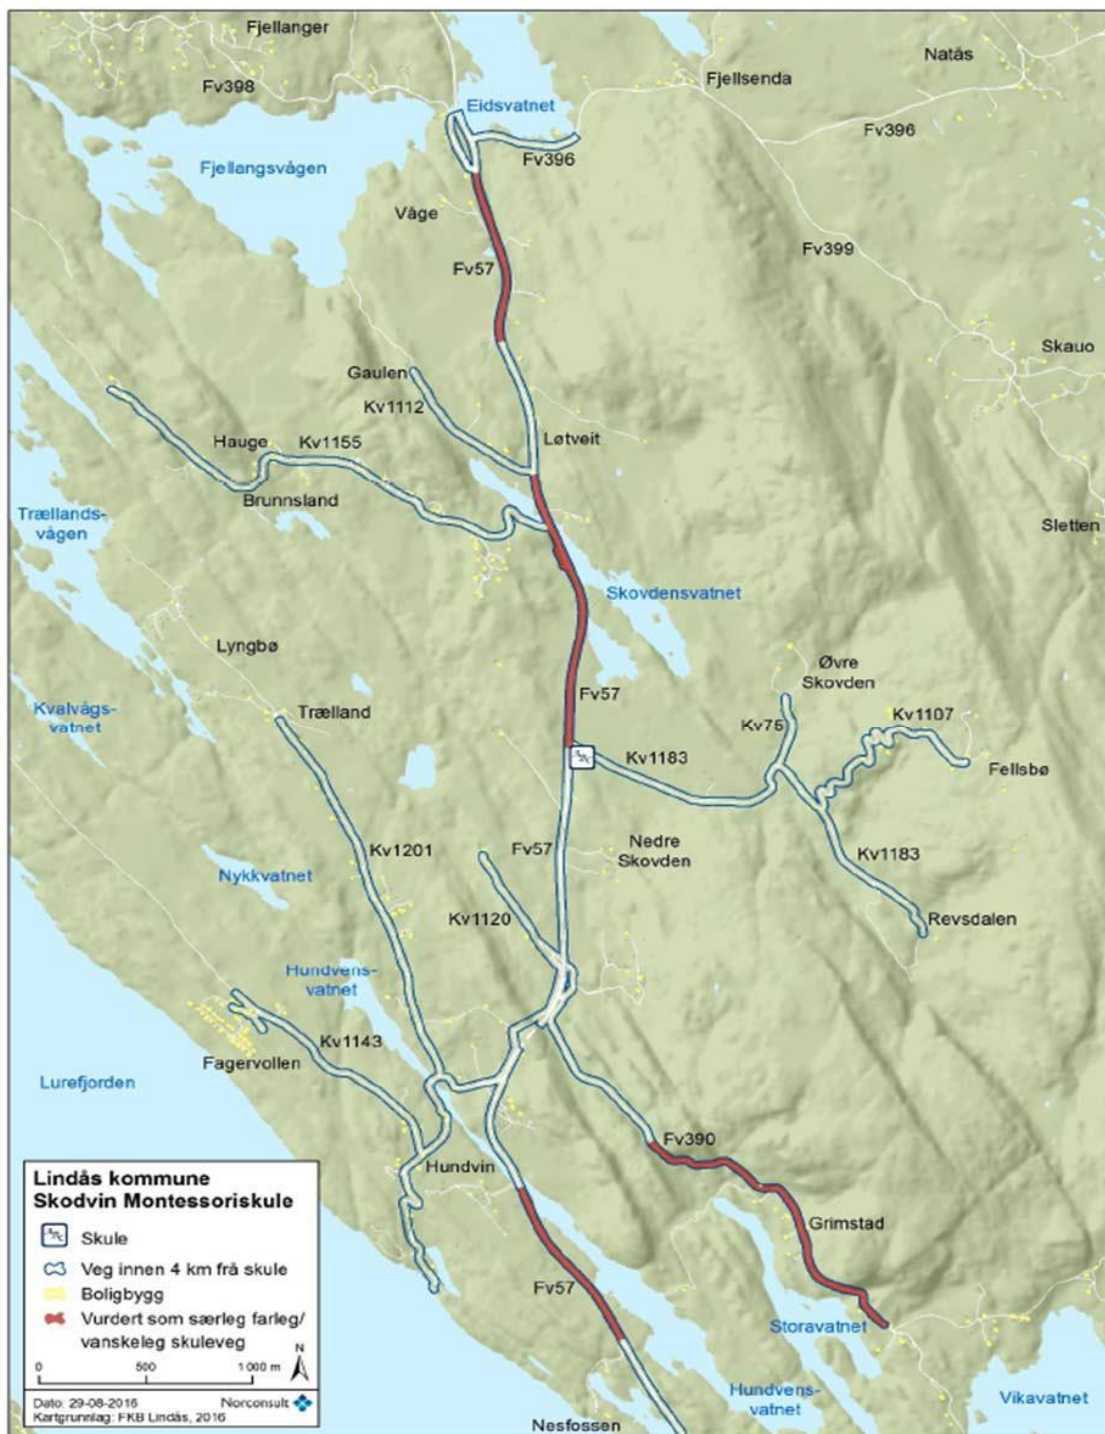 Fjellanger
Natås
Fv398
Fjellsenda
Eidsvatnet
Fv396
Fv396
Fjellangsvågen
Våge
Fv399
Fv57
Skauo
Gaulen
Kv1112
Hauge
Kv1155
Løtveit
Brunnsland
Trællands-
vågen
Sletten
Skovdensvatnet
Lyngbø
Øvre
Skovden
Fv57
Kvalvågs-
vatnet
Trælland
Kv75
Kv1107
Kv1183
Fellsbø
Nedre
Skovden
Fv57
Kv1201
Kv1183
Nykkvatnet
Kv1120
Revsdalen
Hundvens-
vatnet
Kv1143
Fagervollen
Lurefjorden
Fv390
Hundvin
Grimstad
Fv57
Storavatnet
Hundvens-
vatnet
Vikavatnet
Nesfossen
Lindås kommune
Skodvin Montessoriskule
Skule
Veg innen 4 km frå skule
Boligbygg
Vurdert som særleg farleg/
vanskeleg skuleveg
N
0 500 1 000 m
Dato: 29-08-2016 Norconsult
Kartgrunnlag: FKB Lindås, 2016